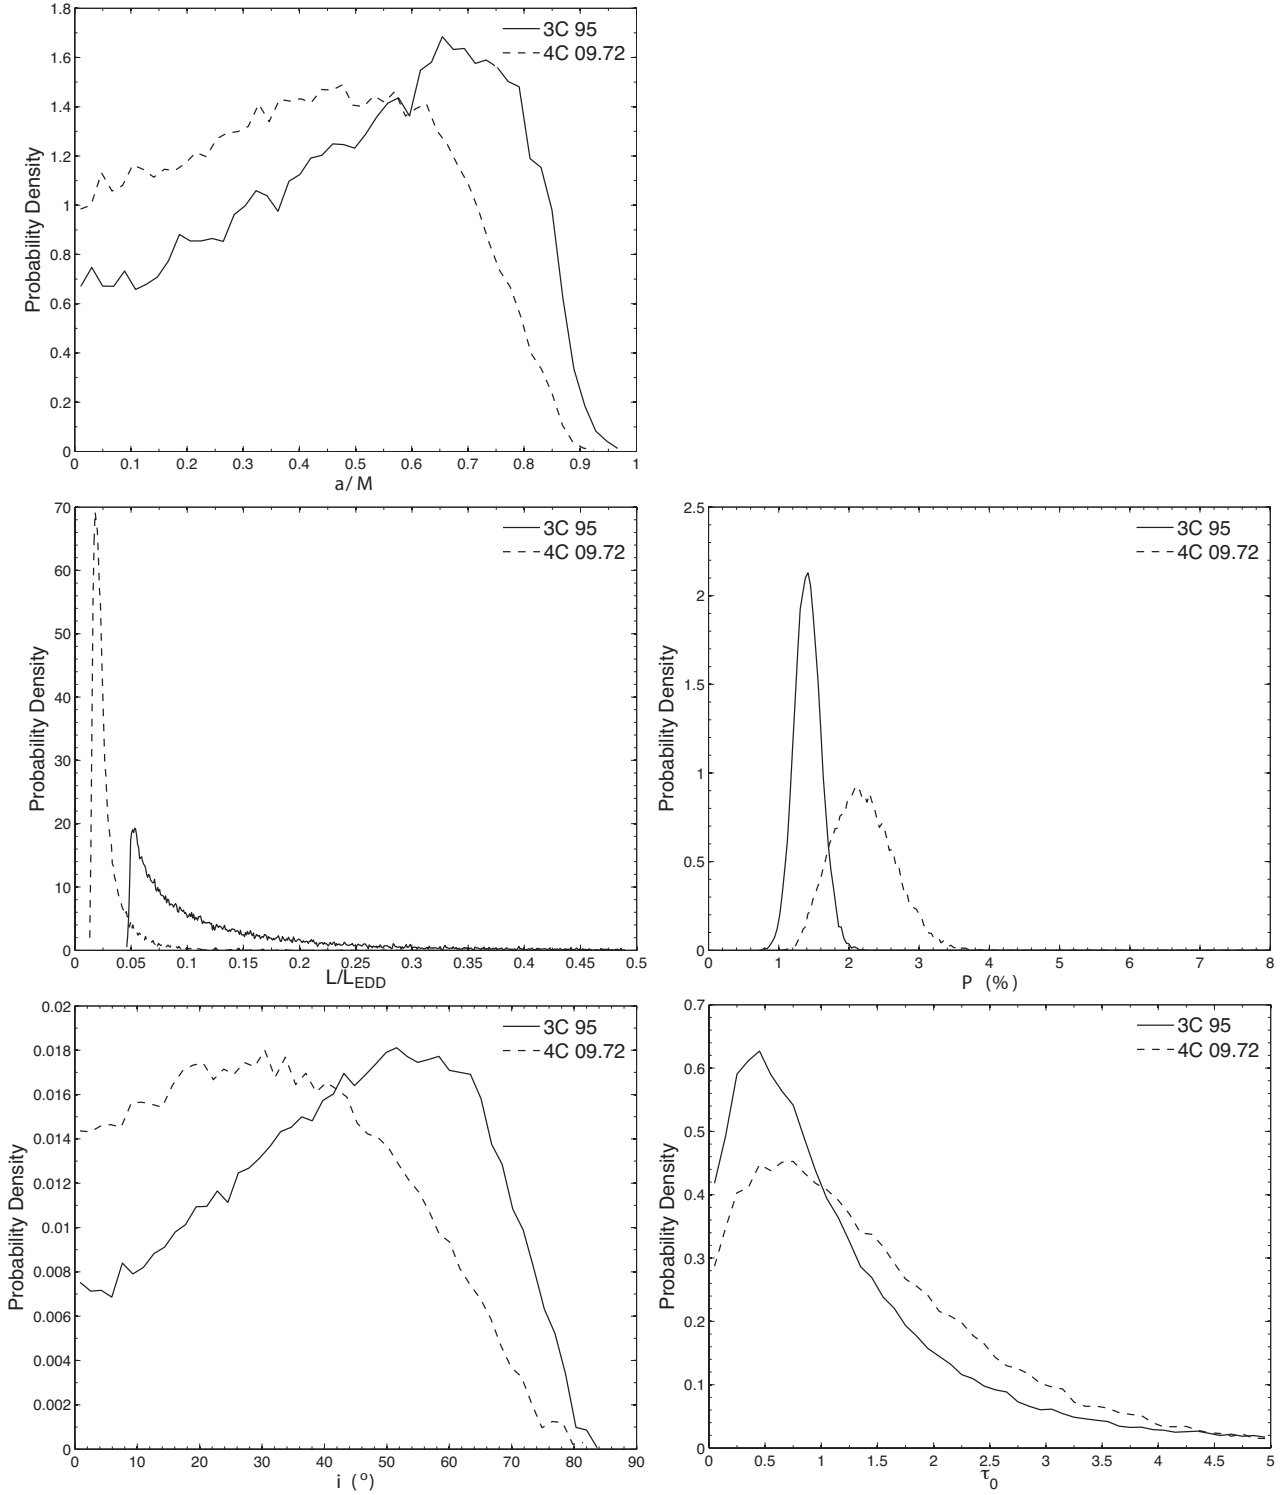 1.8
1.6
1.4
1.2
1
0.8
0.6
0.4
0.2
0
Probability Density
3C 95
4C 09.72
0 0.1 0.2 0.3 0.4 0.5 0.6 0.7 0.8 0.9 1
a/M
70
60
50
40
30
20
10
0
Probability Density
3C 95
4C 09.72
0 0.05 0.1 0.15 0.2 0.25 0.3 0.35 0.4 0.45 0.5
L/L_EDD
2.5
2
1.5
1
0.5
0
Probability Density
3C 95
4C 09.72
0 1 2 3 4 5 6 7 8
P (%)
0.02
0.018
0.016
0.014
0.012
0.01
0.008
0.006
0.004
0.002
0
Probability Density
3C 95
4C 09.72
0 10 20 30 40 50 60 70 80 90
i (°)
0.7
0.6
0.5
0.4
0.3
0.2
0.1
0
Probability Density
3C 95
4C 09.72
0 0.5 1 1.5 2 2.5 3 3.5 4 4.5 5
τ_0